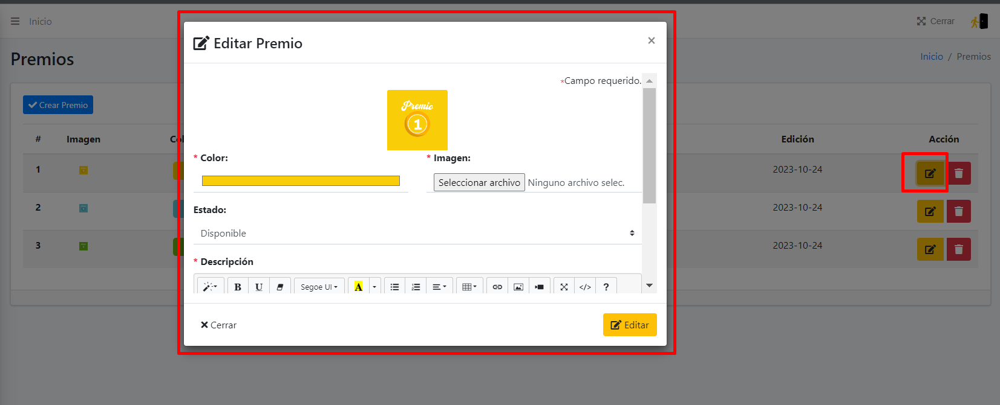 Inicio
Cerrar
Premios
Inicio / Premios
Crear Premio
# Imagen Co Edición Acción
1 2023-10-24
2 2023-10-24
3 2023-10-24
Editar Premio
×
*Campo requerido.
Premio
1
* Color:
* Imagen:
Seleccionar archivo Ninguno archivo selec.
Estado:
Disponible
* Descripción
B U Segoe UI A </> ?
Cerrar
Editar